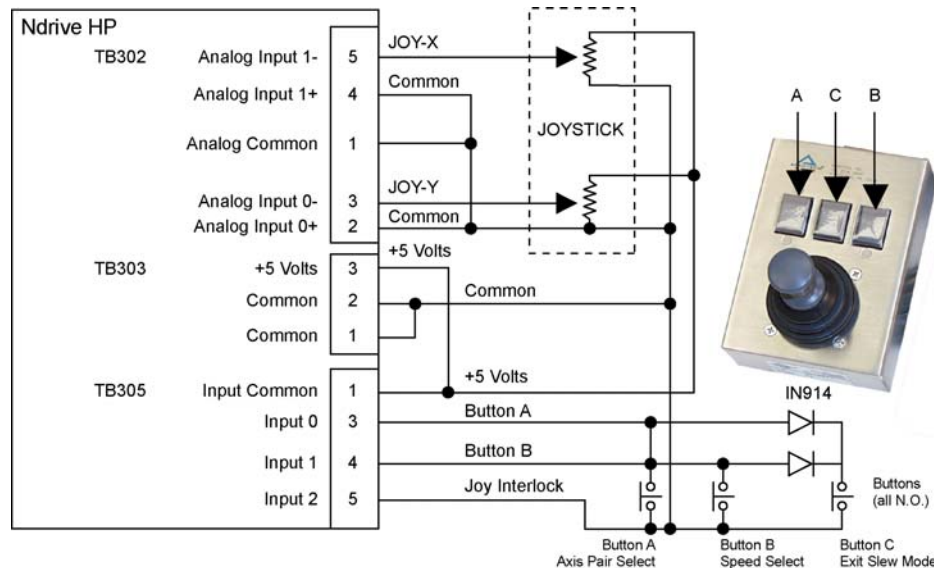 Ndrive HP
TB302
Analog Input 1-
5
JOY-X
Analog Input 1+
4
Common
Analog Common
1
JOYSTICK
Analog Input 0-
3
JOY-Y
Analog Input 0+
2
Common
+5 Volts
TB303
+5 Volts
3
Common
2
Common
Common
1
+5 Volts
TB305
Input Common
1
Input 0
3
Button A
Input 1
4
Button B
Input 2
5
Joy Interlock
A C B
IN914
Buttons
(all N.O.)
Button A
Axis Pair Select
Button B
Speed Select
Button C
Exit Slew Mode